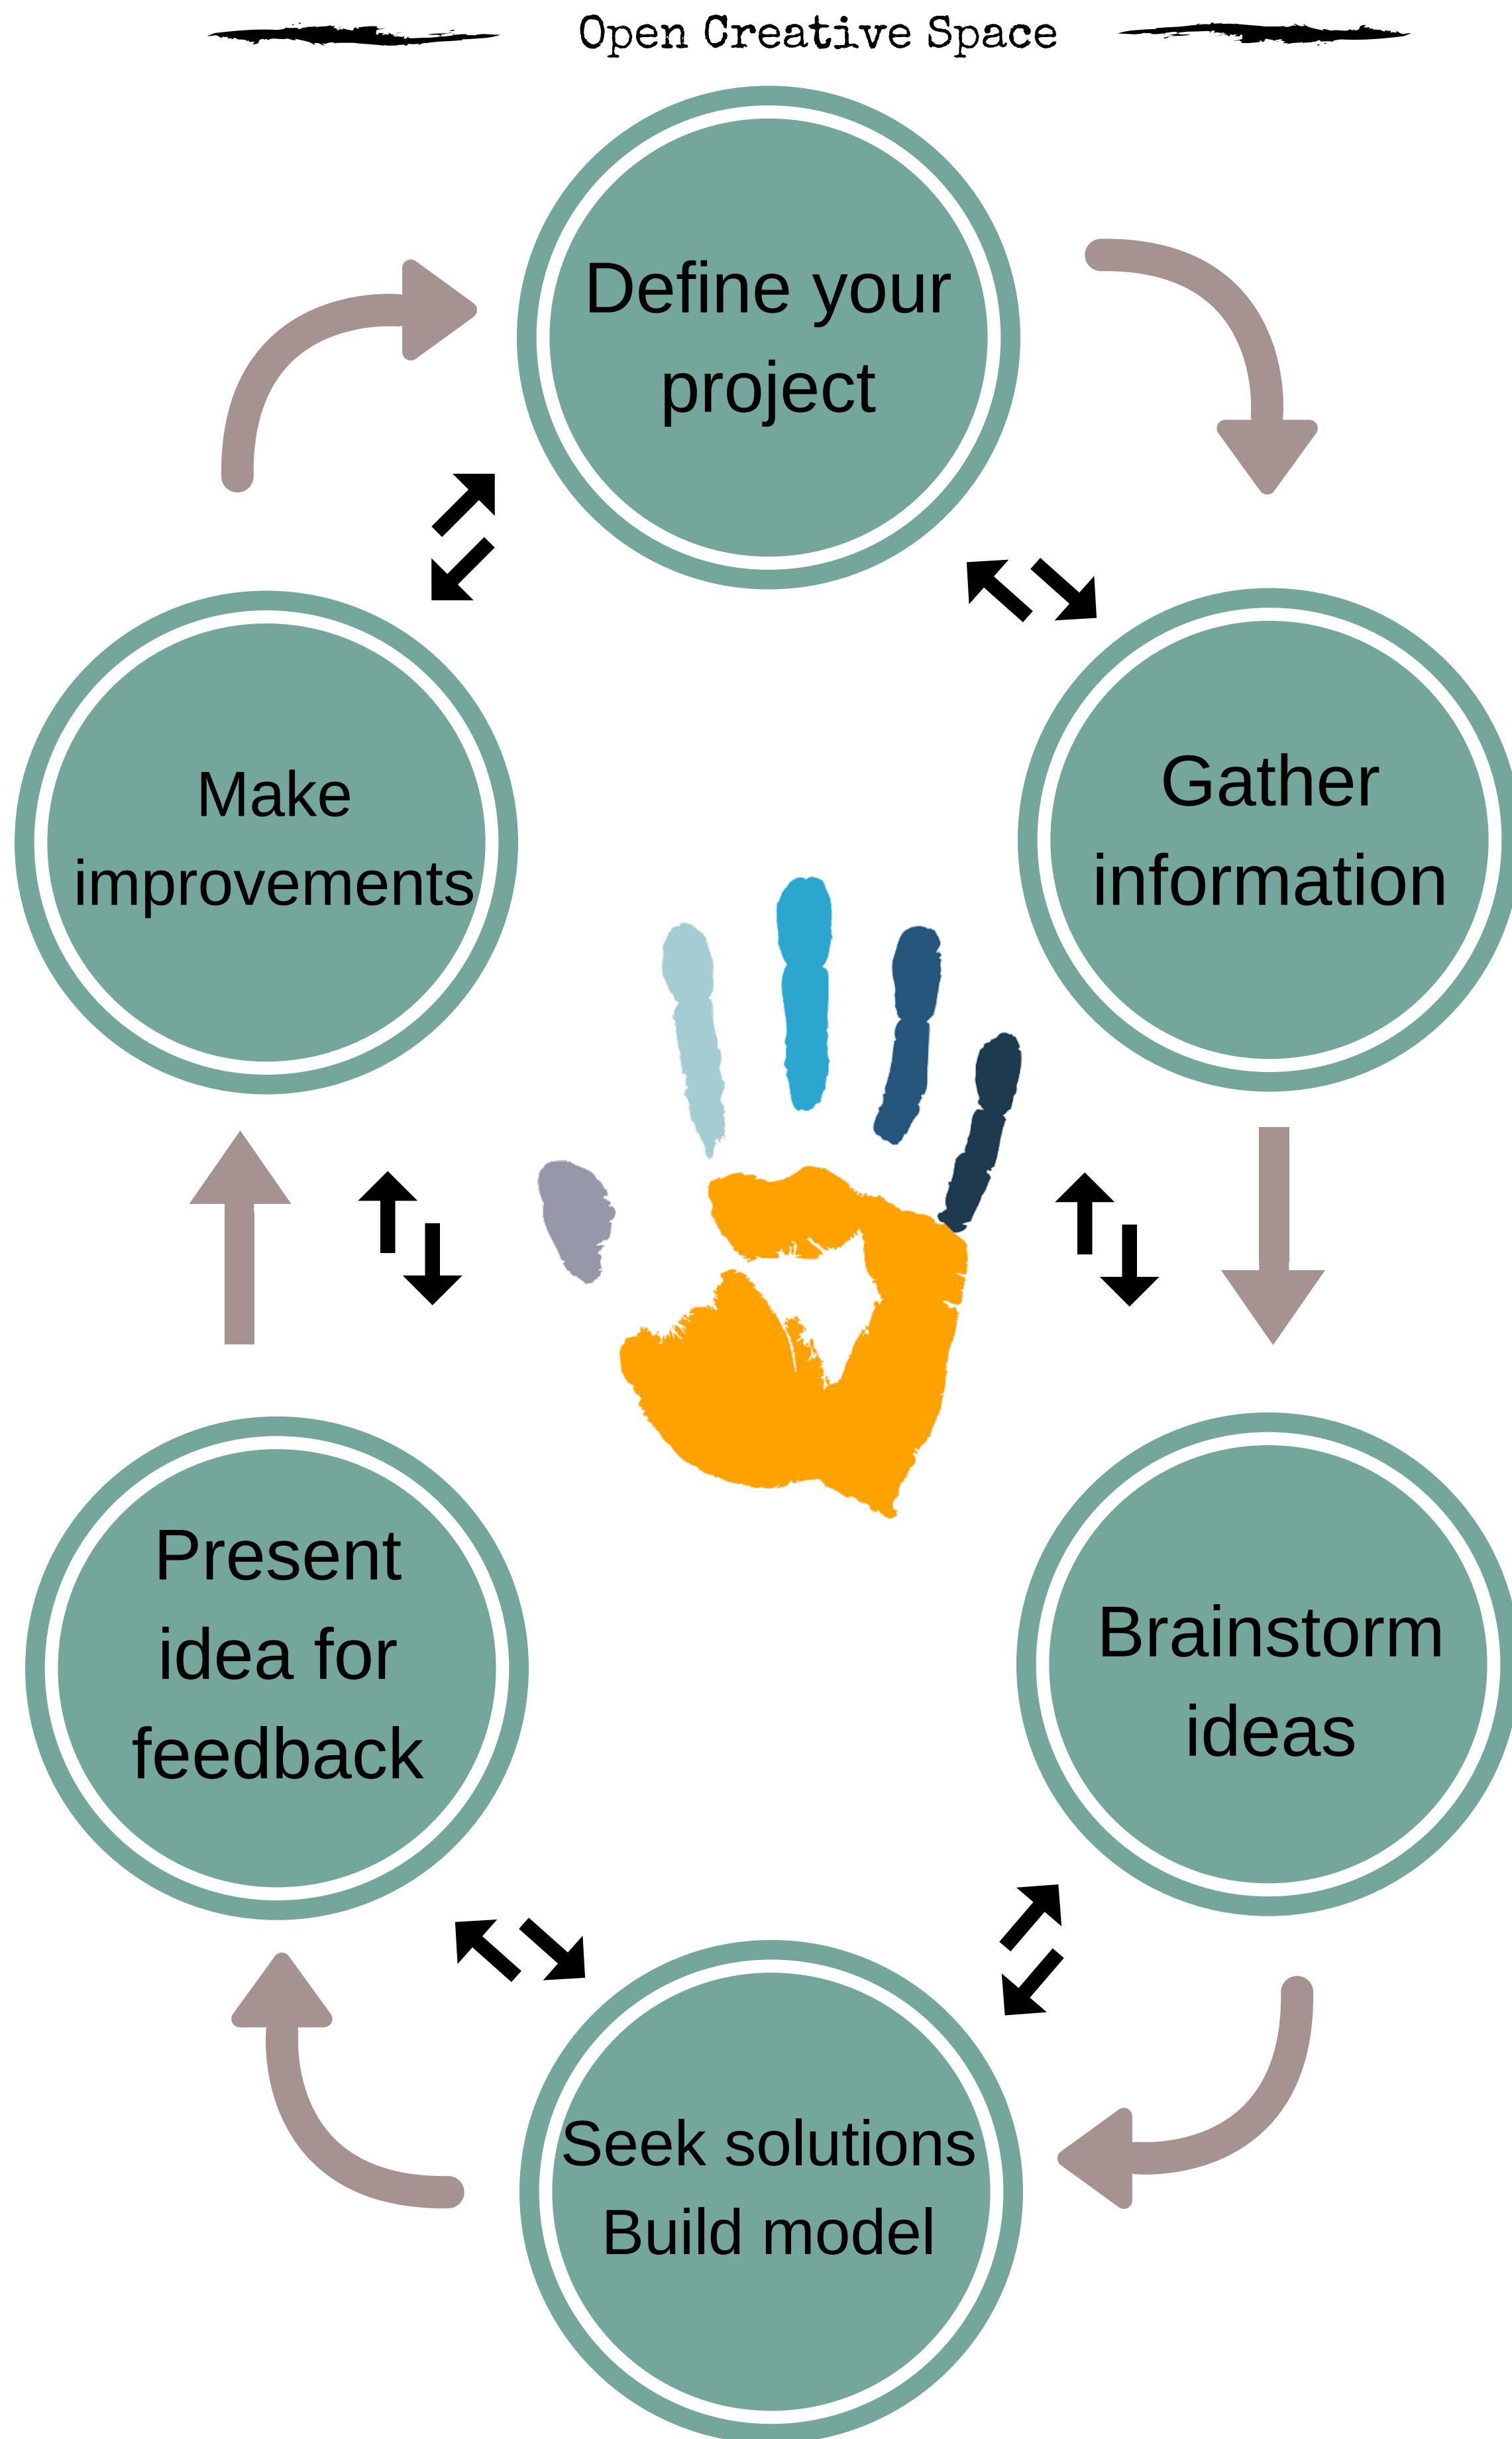 Open Creative Space
Define your
project
Gather
information
Brainstorm
ideas
Seek solutions
Build model
Present
idea for
feedback
Make
improvements